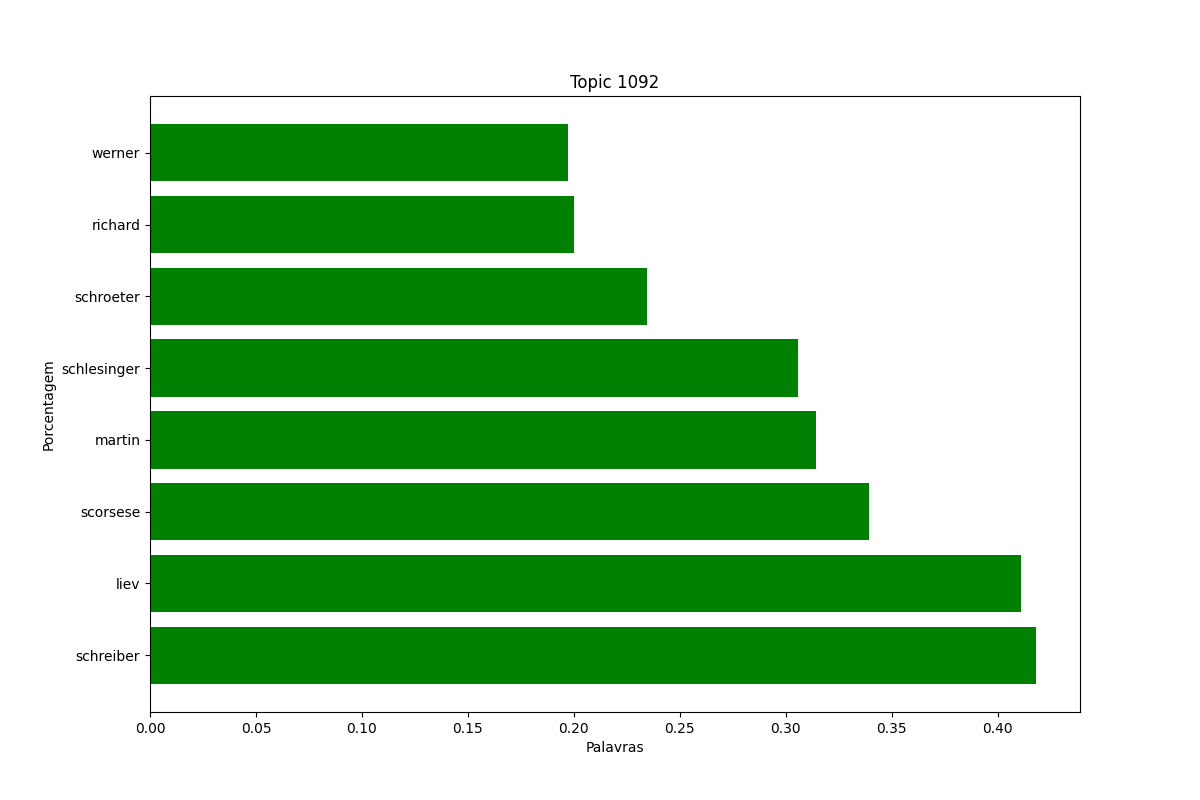 Topic 1092
werner
richard
schroeter
schlesinger
martin
scorsese
liev
schreiber
Porcentagem
0.00 0.05 0.10 0.15 0.20 0.25 0.30 0.35 0.40
Palavras